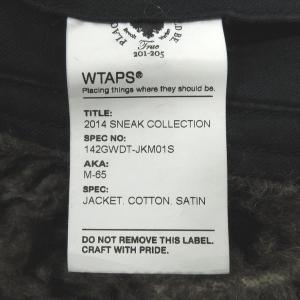 True
201-205
WTAPS®
Placing things where they should be.
TITLE:
2014 SNEAK COLLECTION
SPEC NO:
142GWDT-JKM01S
AKA:
M-65
SPEC:
JACKET. COTTON. SATIN
DO NOT REMOVE THIS LABEL.
CRAFT WITH PRIDE.